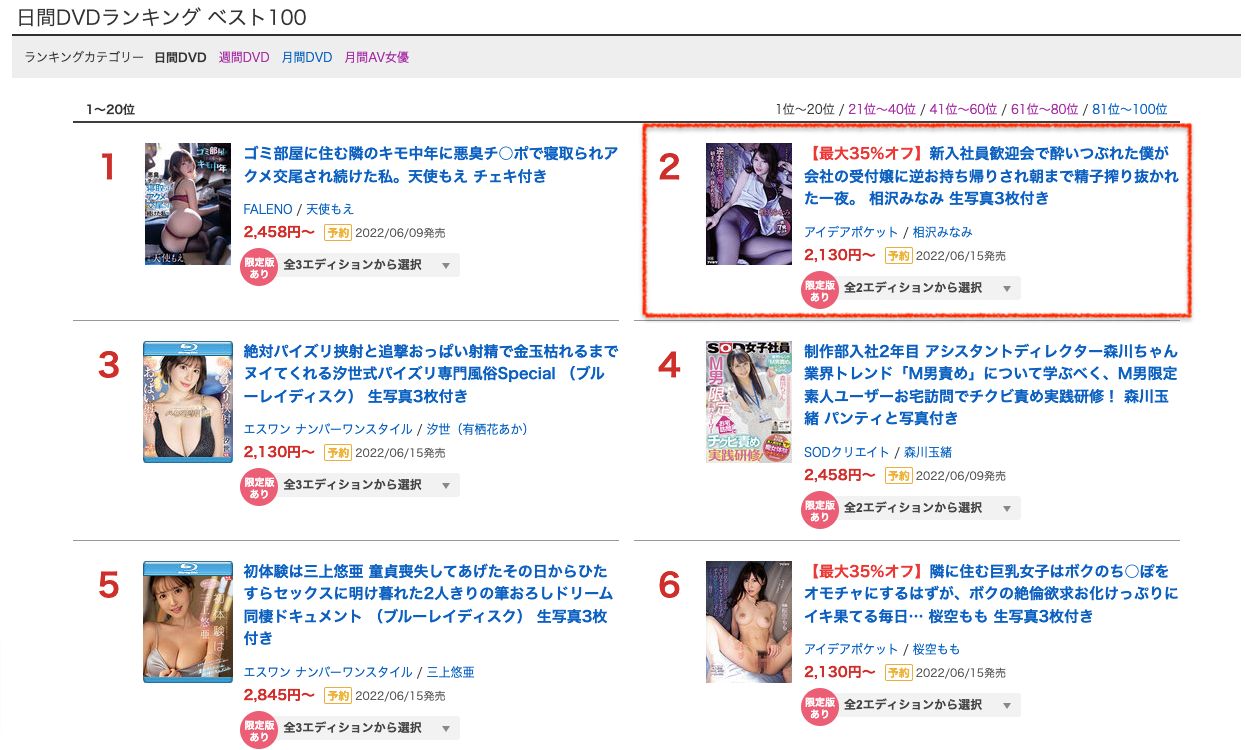 日間DVDランキング ベスト100
ランキングカテゴリー 日間DVD 週間DVD 月間DVD 月間AV女優
1〜20位
1位〜20位 / 21位〜40位 / 41位〜60位 / 61位〜80位 / 81位〜100位
1
ゴミ部屋に住む隣のキモ中年に悪臭チ○ポで寝取られア
クメ交尾され続けた私。天使もえ チェキ付き
FALENO / 天使もえ
2,458円〜 予約 2022/06/09発売
限定版
あり
全3エディションから選択
2
【最大35%オフ】新入社員歓迎会で酔いつぶれた僕が
会社の受付嬢に逆お持ち帰りされ朝まで精子搾り抜かれ
た一夜。 相沢みなみ 生写真3枚付き
アイデアポケット / 相沢みなみ
2,130円〜 予約 2022/06/15発売
限定版
あり
全2エディションから選択
3
絶対パイズリ挟射と追撃おっぱい射精で金玉枯れるまで
ヌイてくれる汐世式パイズリ専門風俗Special （ブル
ーレイディスク） 生写真3枚付き
エスワン ナンバーワンスタイル / 汐世（有栖花あか）
2,130円〜 予約 2022/06/15発売
限定版
あり
全3エディションから選択
4
SOD女子社員
M男限定
チクビ責め
実践研修!
制作部入社2年目 アシスタントディレクター森川ちゃん
業界トレンド「M男責め」について学ぶべく、M男限定
素人ユーザーお宅訪問でチクビ責め実践研修！ 森川玉
緒 パンティと写真付き
SODクリエイト / 森川玉緒
2,458円〜 予約 2022/06/09発売
限定版
あり
全2エディションから選択
5
初体験は三上悠亜 童貞喪失してあげたその日からひた
すらセックスに明け暮れた2人きりの筆おろしドリーム
同棲ドキュメント （ブルーレイディスク） 生写真3枚
付き
エスワン ナンバーワンスタイル / 三上悠亜
2,845円〜 予約 2022/06/15発売
限定版
あり
全3エディションから選択
6
【最大35%オフ】隣に住む巨乳女子はボクのち○ぽを
オモチャにするはずが、ボクの絶倫欲求お化けっぷりに
イキ果てる毎日… 桜空もも 生写真3枚付き
アイデアポケット / 桜空もも
2,130円〜 予約 2022/06/15発売
限定版
あり
全2エディションから選択